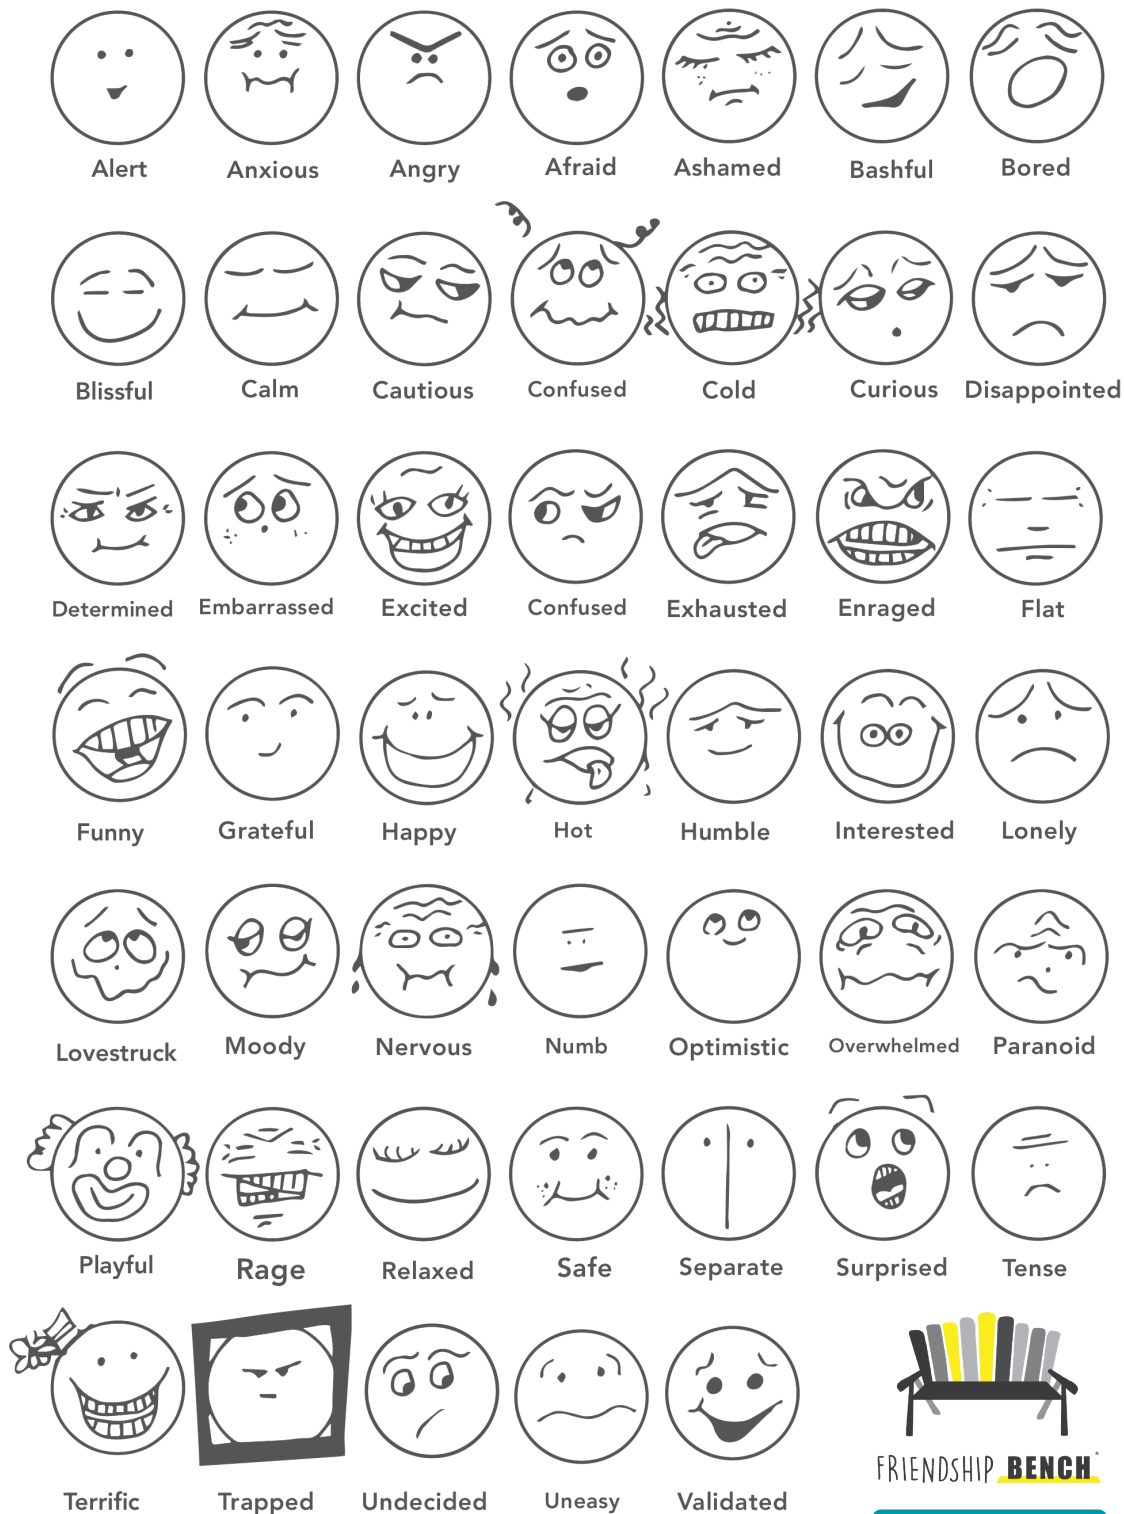 Alert Anxious Angry Afraid Ashamed Bashful Bored
Blissful Calm Cautious Confused Cold Curious Disappointed
Determined Embarrassed Excited Confused Exhausted Enraged Flat
Funny Grateful Happy Hot Humble Interested Lonely
Lovestruck Moody Nervous Numb Optimistic Overwhelmed Paranoid
Playful Rage Relaxed Safe Separate Surprised Tense
FRIENDSHIP BENCH
Terrific Trapped Undecided Uneasy Validated